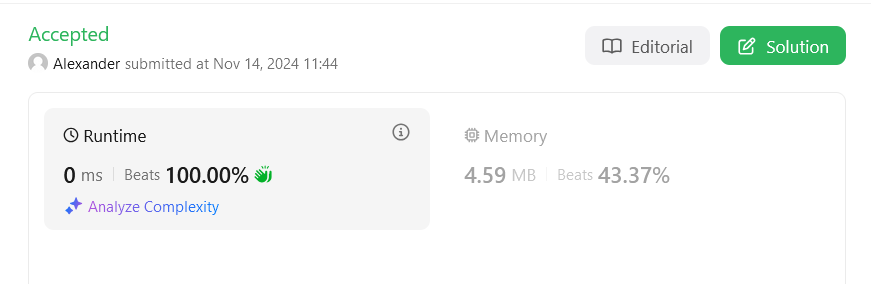 Accepted
Alexander submitted at Nov 14, 2024 11:44
Editorial
Solution
Runtime
0 ms Beats 100.00%
Analyze Complexity
Memory
4.59 MB Beats 43.37%